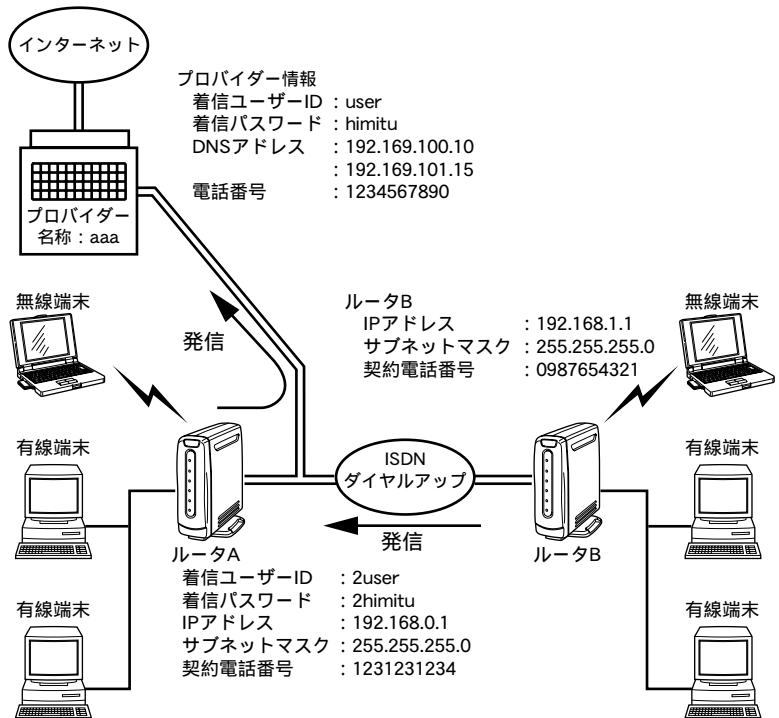 インターネット
プロバイダー情報
着信ユーザーID : user
着信パスワード : himitu
DNSアドレス : 192.169.100.10
: 192.169.101.15
電話番号 : 1234567890
プロバイダー
名称 : aaa
無線端末
発信
ルータB
IPアドレス : 192.168.1.1
サブネットマスク : 255.255.255.0
契約電話番号 : 0987654321
無線端末
有線端末
ISDN
ダイヤルアップ
有線端末
発信
ルータA
着信ユーザーID : 2user
着信パスワード : 2himitu
IPアドレス : 192.168.0.1
サブネットマスク : 255.255.255.0
契約電話番号 : 1231231234
ルータB
有線端末
有線端末